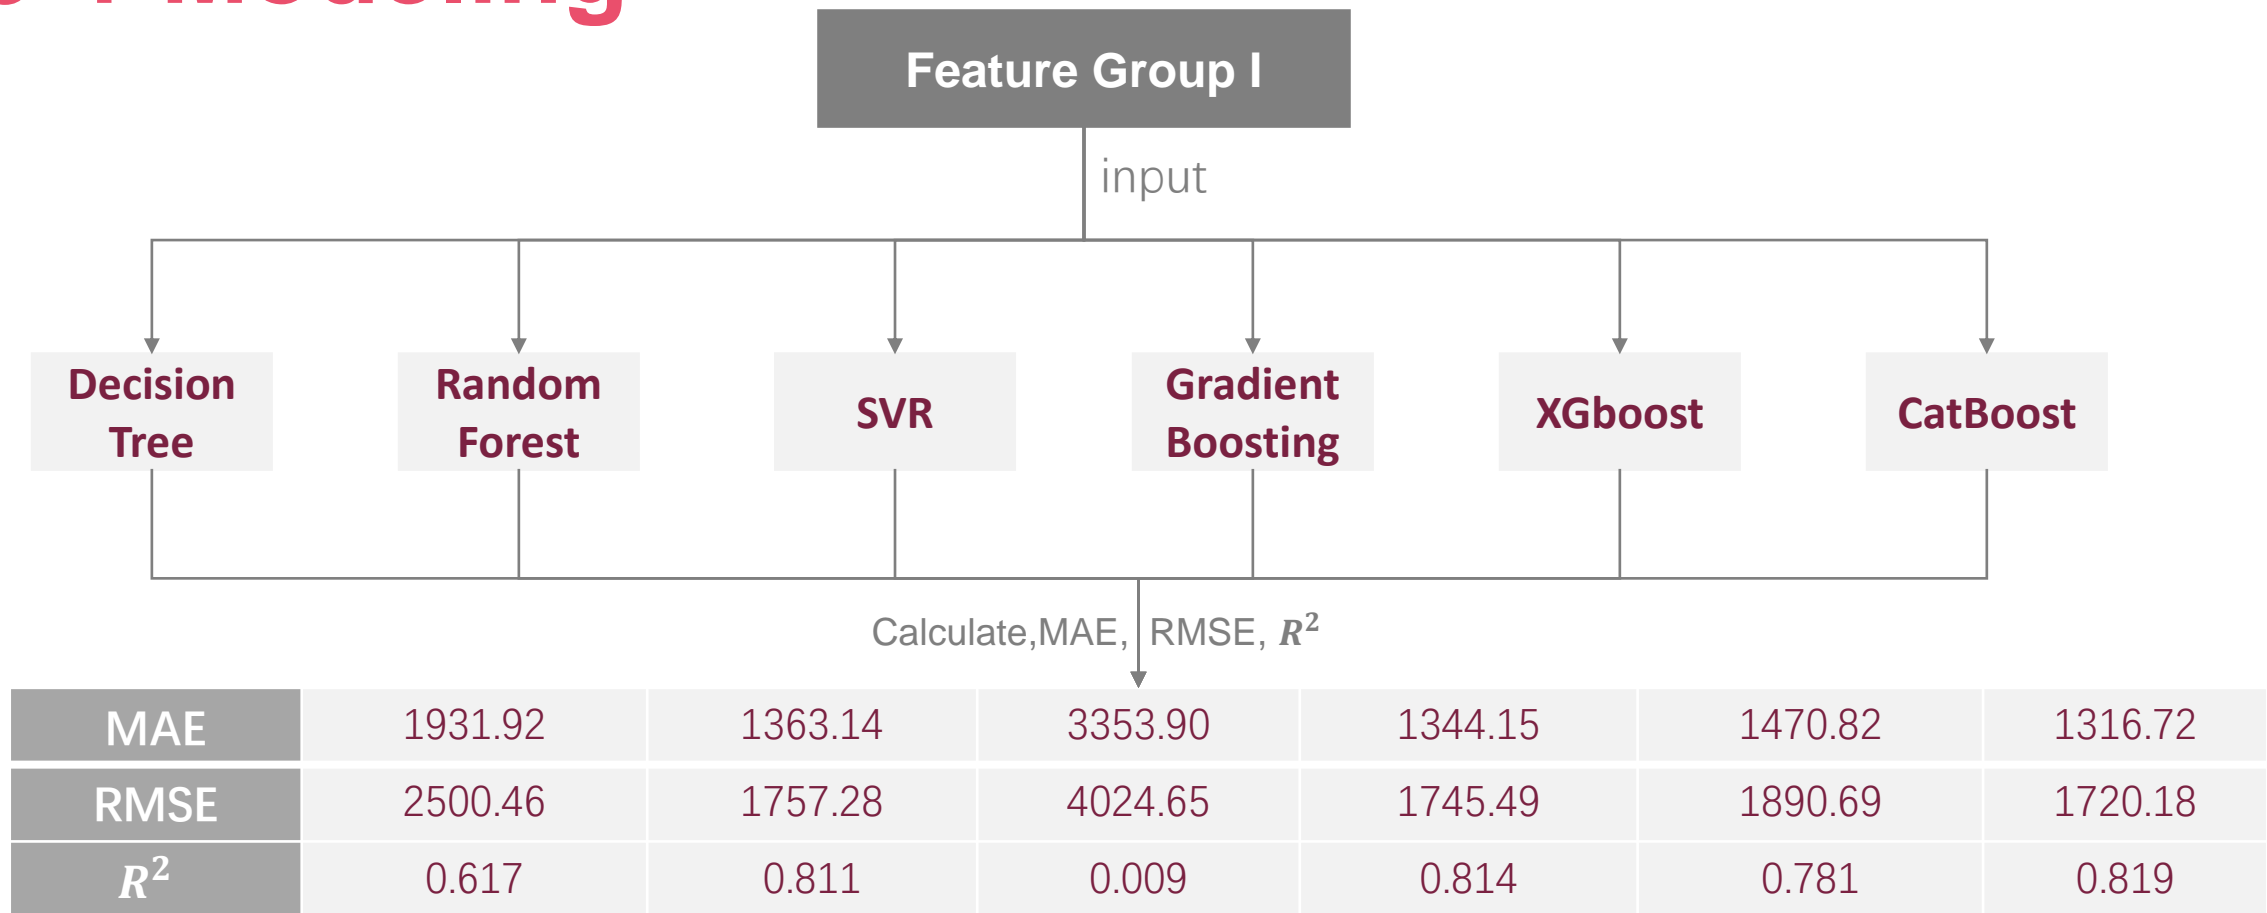 Modeling
Feature Group I
input
Decision
Tree
Random
Forest
SVR
Gradient
Boosting
XGboost
CatBoost
Calculate,MAE, RMSE, R²
MAE 1931.92 1363.14 3353.90 1344.15 1470.82 1316.72
RMSE 2500.46 1757.28 4024.65 1745.49 1890.69 1720.18
R² 0.617 0.811 0.009 0.814 0.781 0.819